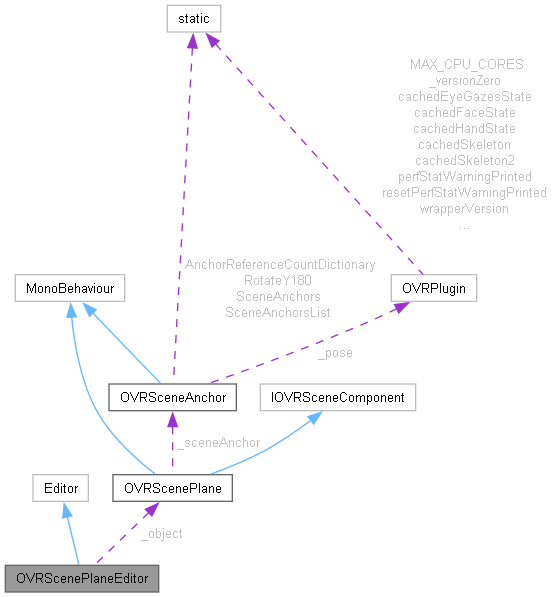 static
MAX_CPU_CORES
_versionZero
cachedEyeGazesState
cachedFaceState
cachedHandState
cachedSkeleton
cachedSkeleton2
perfStatWarningPrinted
resetPerfStatWarningPrinted
wrapperVersion
...
AnchorReferenceCountDictionary
RotateY180
SceneAnchors
SceneAnchorsList
MonoBehaviour
OVRPlugin
_pose
OVRSceneAnchor
IOVRSceneComponent
_sceneAnchor
Editor
OVRScenePlane
_object
OVRScenePlaneEditor